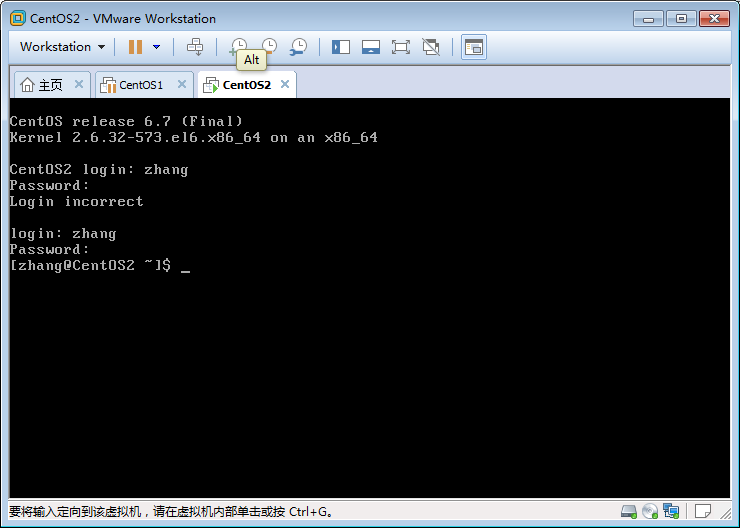 CentOS2 - VMware Workstation
Workstation
Alt
主页 CentOS1 CentOS2
CentOS release 6.7 (Final)
Kernel 2.6.32-573.el6.x86_64 on an x86_64
CentOS2 login: zhang
Password:
Login incorrect
login: zhang
Password:
[zhang@CentOS2 ~]$ _
要将输入定向到该虚拟机，请在虚拟机内部单击或按 Ctrl+G。